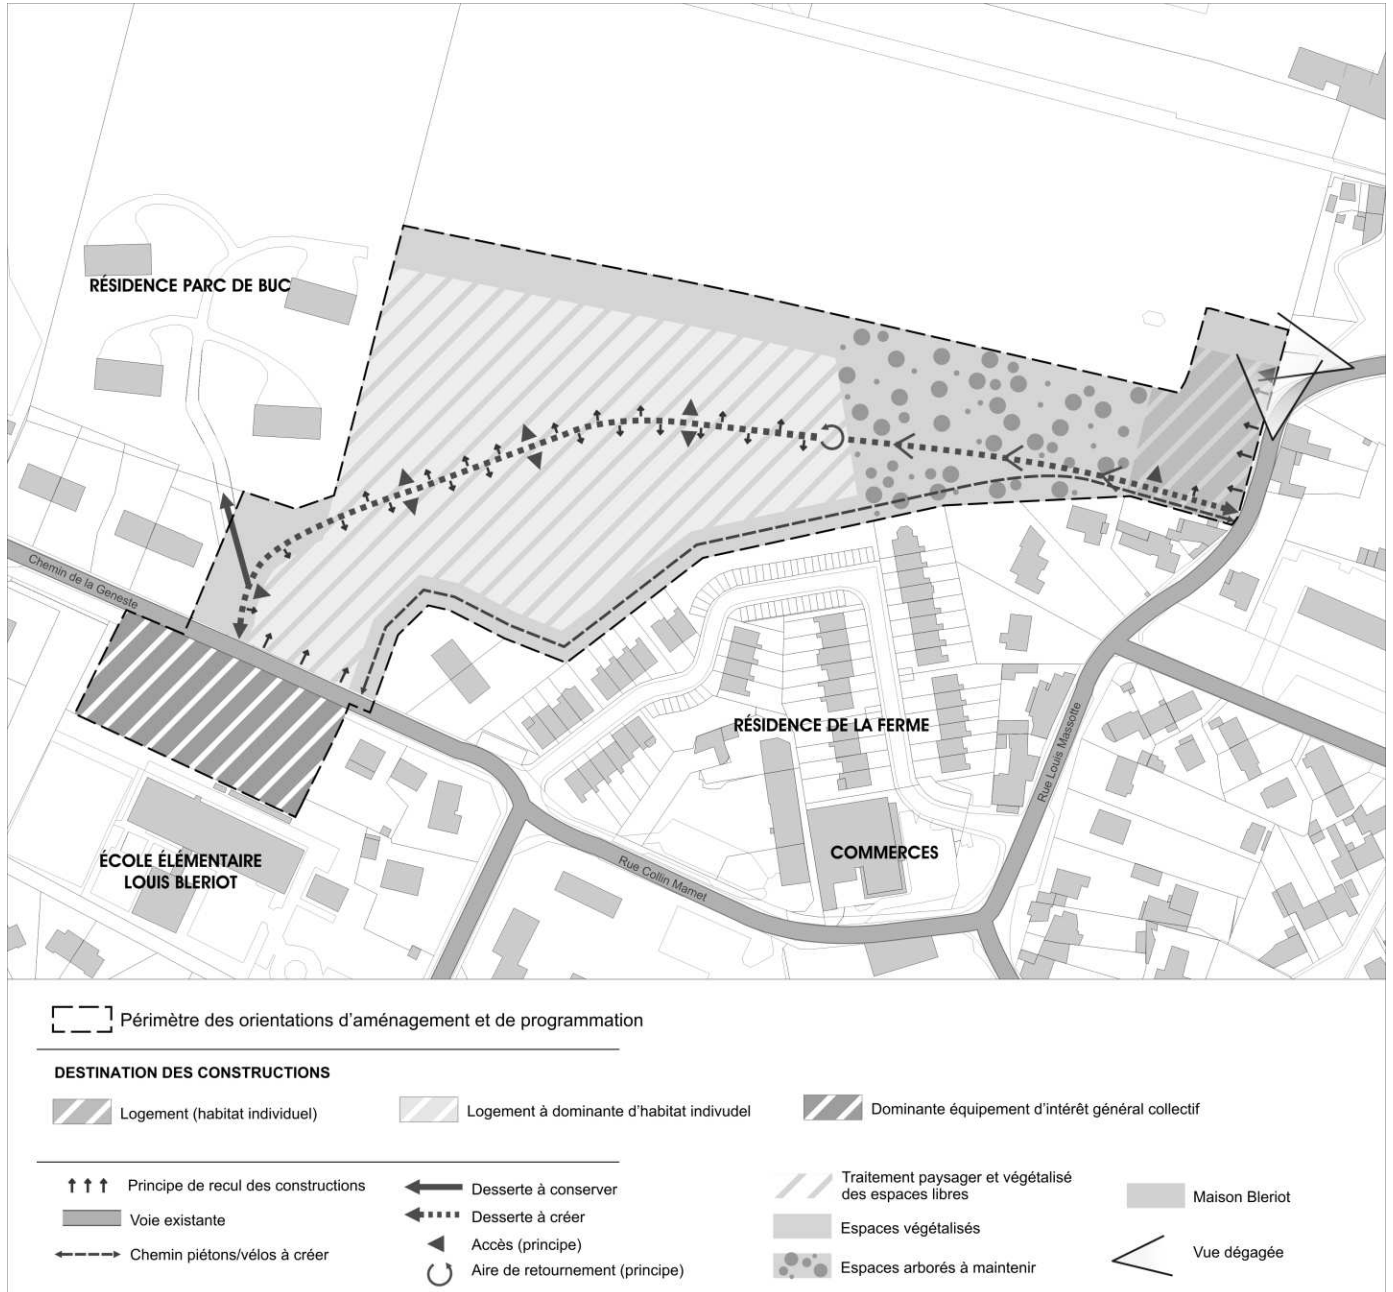 RÉSIDENCE PARC DE BUC
Chemin de la Geneste
RÉSIDENCE DE LA FERME
Rue Louis Massotte
COMMERCES
ÉCOLE ÉLÉMENTAIRE
LOUIS BLERIOT
Rue Collin Mamet
Périmètre des orientations d'aménagement et de programmation
DESTINATION DES CONSTRUCTIONS
Logement (habitat individuel)
Logement à dominante d'habitat indivudel
Dominante équipement d'intérêt général collectif
Principe de recul des constructions
Voie existante
Chemin piétons/vélos à créer
Desserte à conserver
Desserte à créer
Accès (principe)
Aire de retournement (principe)
Traitement paysager et végétalisé
des espaces libres
Espaces végétalisés
Espaces arborés à maintenir
Maison Bleriot
Vue dégagée